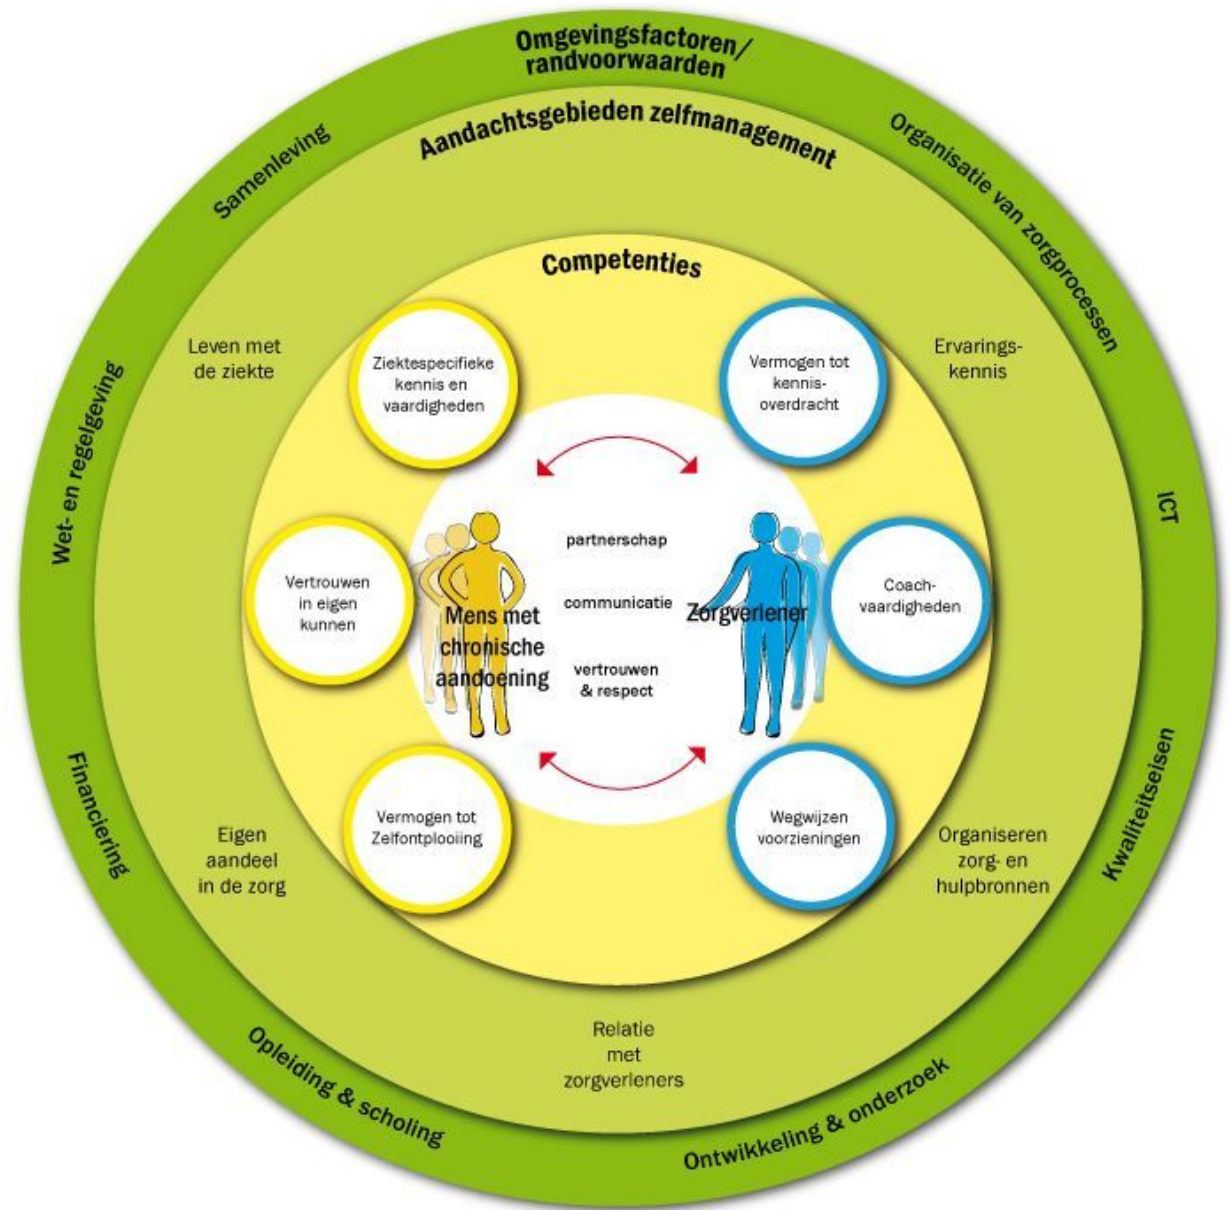 Omgevingsfactoren/
randvoorwaarden
Aandachtsgebieden zelfmanagement
Competenties
Samenleving
Organisatie van zorgprocessen
Wet- en regelgeving
ICT
Financiering
Kwaliteitseisen
Opleiding & scholing
Ontwikkeling & onderzoek
Leven met
de ziekte
Ervarings-
kennis
Eigen
aandeel
in de zorg
Organiseren
zorg- en
hulpbronnen
Relatie
met
zorgverleners
Ziektespecifieke
kennis en
vaardigheden
Vermogen tot
kennis-
overdracht
Vertrouwen
in eigen
kunnen
Coach-
vaardigheden
Vermogen tot
Zelfontplooiing
Wegwijzen
voorzieningen
partnerschap
communicatie
vertrouwen
& respect
Mens met
chronische
aandoening
Zorgverlener